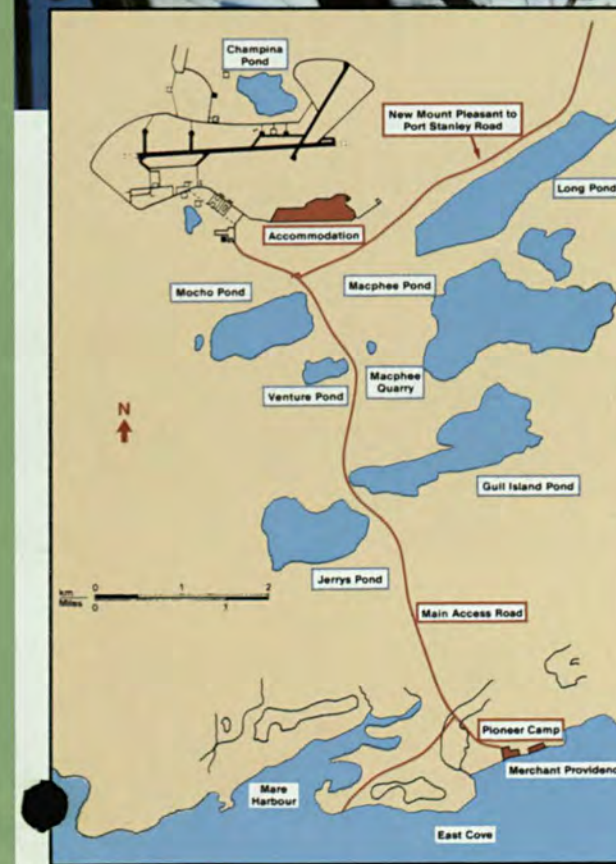 Champina
Pond
New Mount Pleasant to
Port Stanley Road
Long Pond
Accommodation
Mocho Pond
Macphee Pond
Venture Pond
Macphee
Quarry
N
Gull Island Pond
Jerrys Pond
km
0 1 2
Miles
0 1
Main Access Road
Pioneer Camp
Merchant Providenc
Mare
Harbour
East Cove